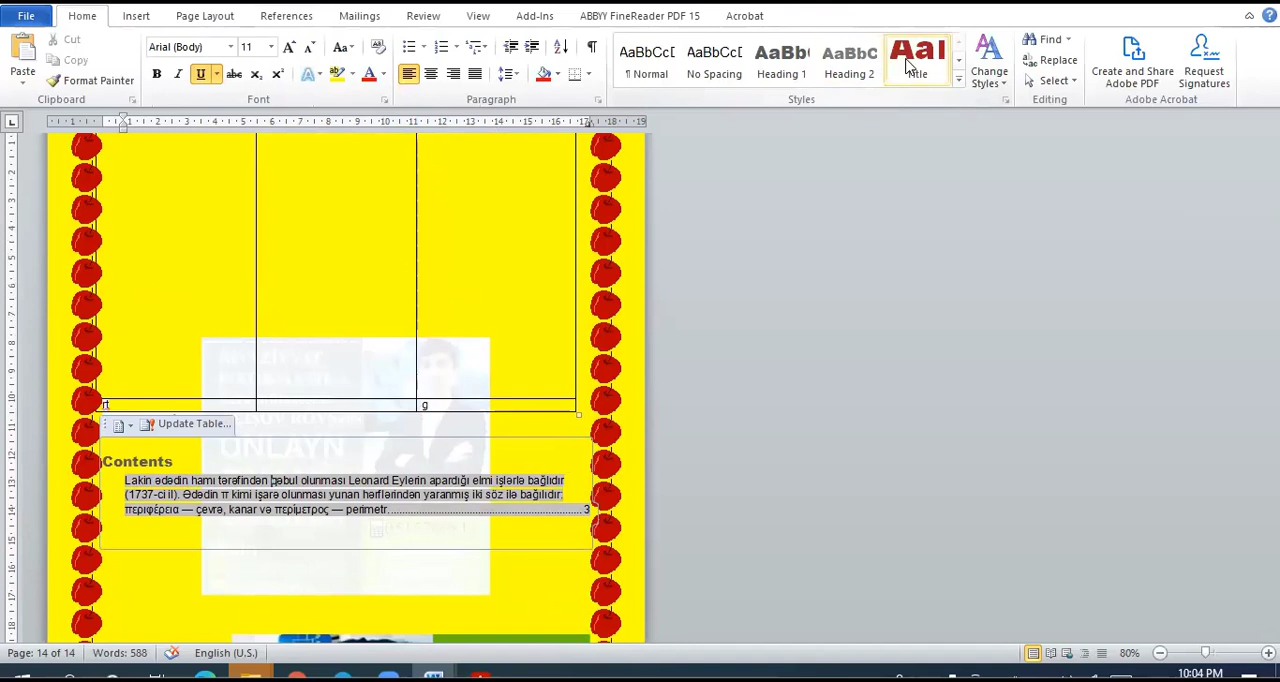 File Home Insert Page Layout References Mailings Review View Add-Ins ABBYY FineReader PDF 15 Acrobat
Paste
Cut
Copy
Format Painter
Clipboard
Arial (Body) 11
Font
Paragraph
AaBbCc[ AaBbCc[ AaBb( AaBbC AaI
¶ Normal No Spacing Heading 1 Heading 2
Change Styles
Styles
Find
Replace
Select
Editing
Create and Share Adobe PDF
Request Signatures
Adobe Acrobat
rt g
Update Table...
ONLAYN
Contents
Lakin ədədin hamı tərəfindən qəbul olunması Leonard Eylerin apardığı elmi işlərlə bağlıdır
(1737-ci il). Ədədin π kimi işarə olunması yunan hərflərindən yaranmış iki söz ilə bağılıdır:
περιφέρεια — çevrə, kanar və περίμετρος — perimetr. 3
Page: 14 of 14 Words: 588 English (U.S.) 80%
10:04 PM